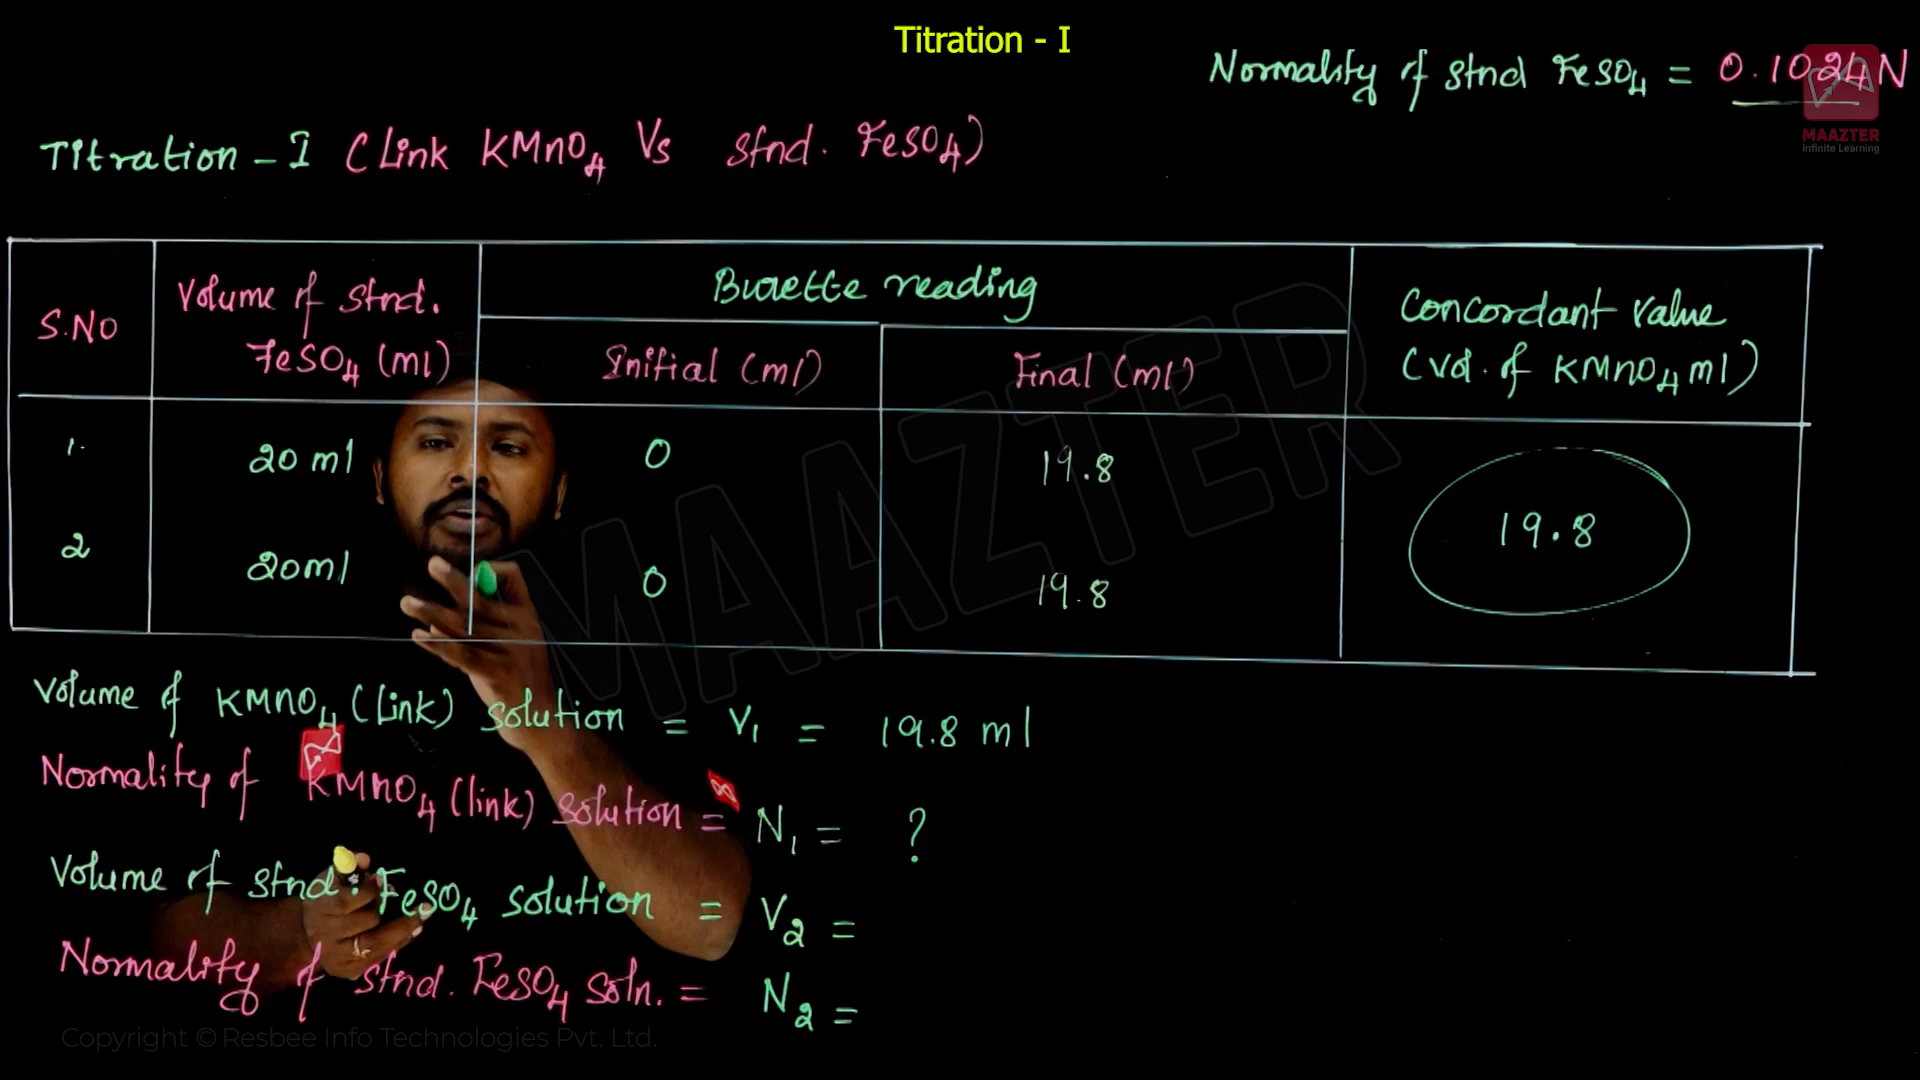 Titration - I
Normality of stnd FeSO4 = 0.1024 N
MAAZTER
Infinite Learning
Titration - I (Link KMnO4 Vs stnd. FeSO4)
S.NO
Volume of stnd. FeSO4 (ml)
Burette reading
Initial (ml)
Final (ml)
Concordant value (Vol. of KMnO4 ml)
1. 20 ml 0 19.8
19.8
2 20ml 0 19.8
MAAZTER
Volume of KMnO4 (Link) solution = V1 = 19.8 ml
Normality of KMnO4 (link) solution = N1 = ?
Volume of stnd. FeSO4 solution = V2 =
Normality of stnd. FeSO4 soln. = N2 =
Copyright © Resbee Info Technologies Pvt. Ltd.